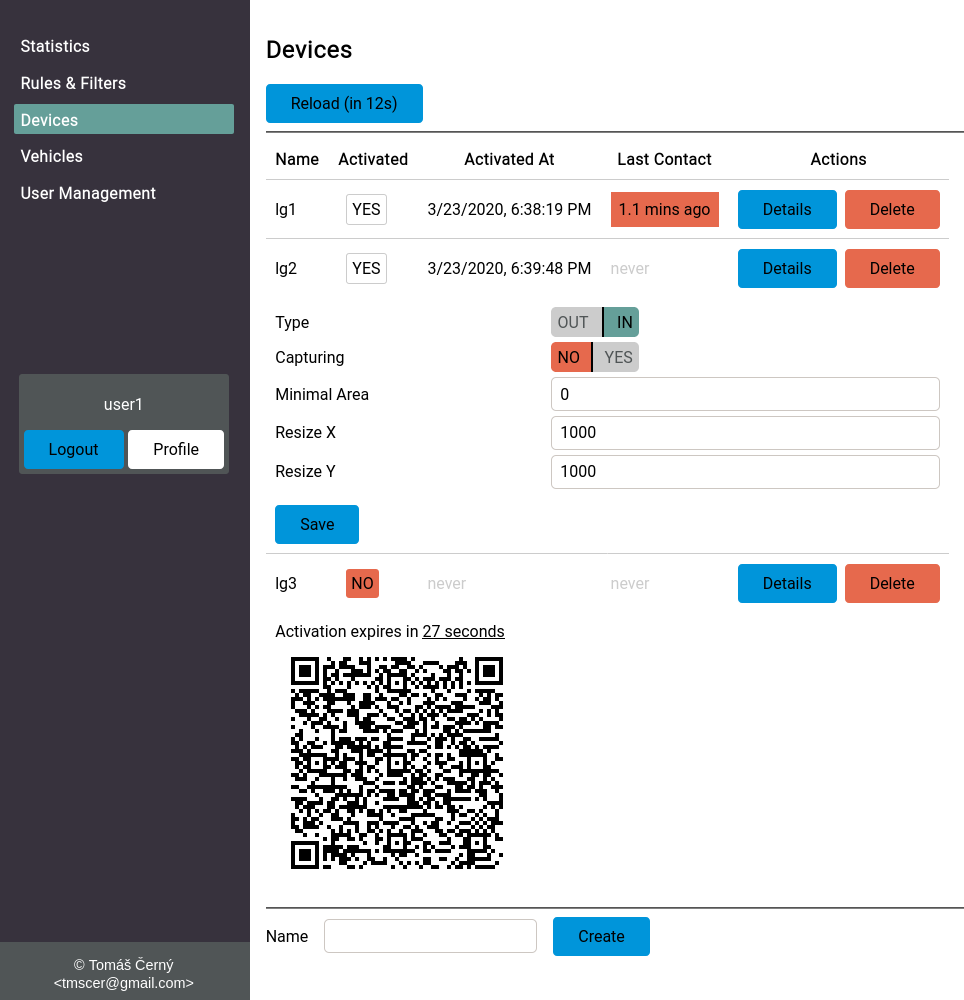 Statistics
Rules & Filters
Devices
Vehicles
User Management
user1
Logout Profile
© Tomáš Černý
<tmscer@gmail.com>
Devices
Reload (in 12s)
Name Activated Activated At Last Contact Actions
lg1 YES 3/23/2020, 6:38:19 PM 1.1 mins ago Details Delete
lg2 YES 3/23/2020, 6:39:48 PM never Details Delete
Type OUT IN
Capturing NO YES
Minimal Area 0
Resize X 1000
Resize Y 1000
Save
lg3 NO never never Details Delete
Activation expires in 27 seconds
Name Create